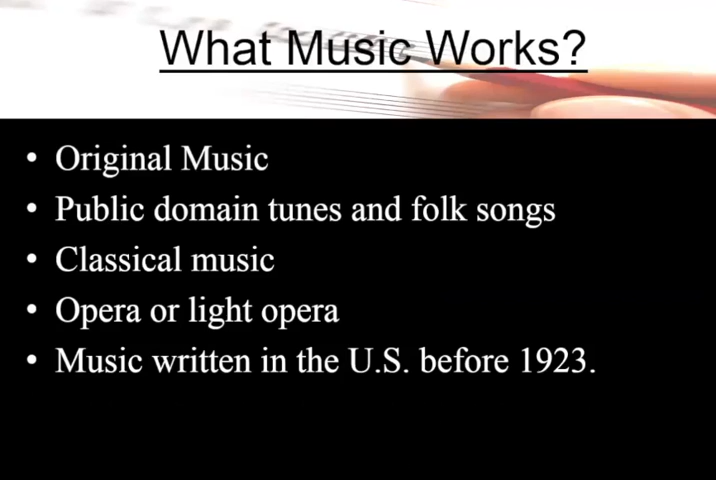 What Music Works?
• Original Music
• Public domain tunes and folk songs
• Classical music
• Opera or light opera
• Music written in the U.S. before 1923.